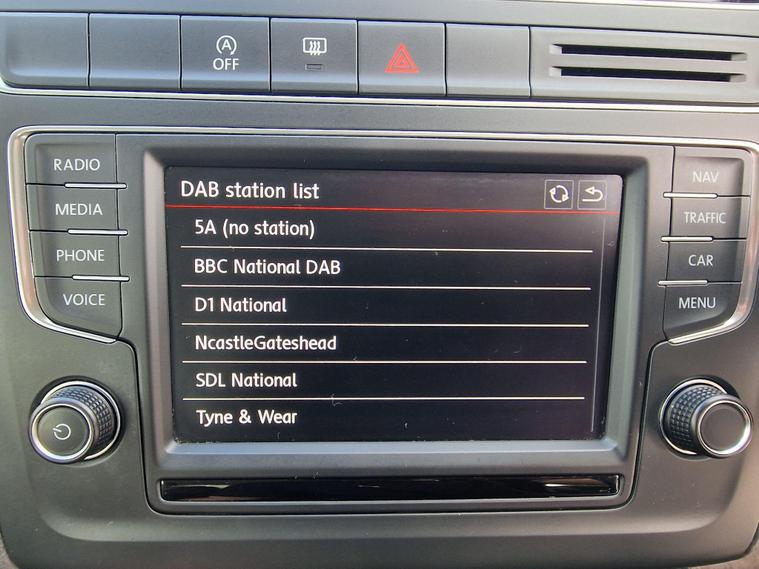 A
OFF
RADIO
MEDIA
PHONE
VOICE
DAB station list
5A (no station)
BBC National DAB
D1 National
NcastleGateshead
SDL National
Tyne & Wear
NAV
TRAFFIC
CAR
MENU